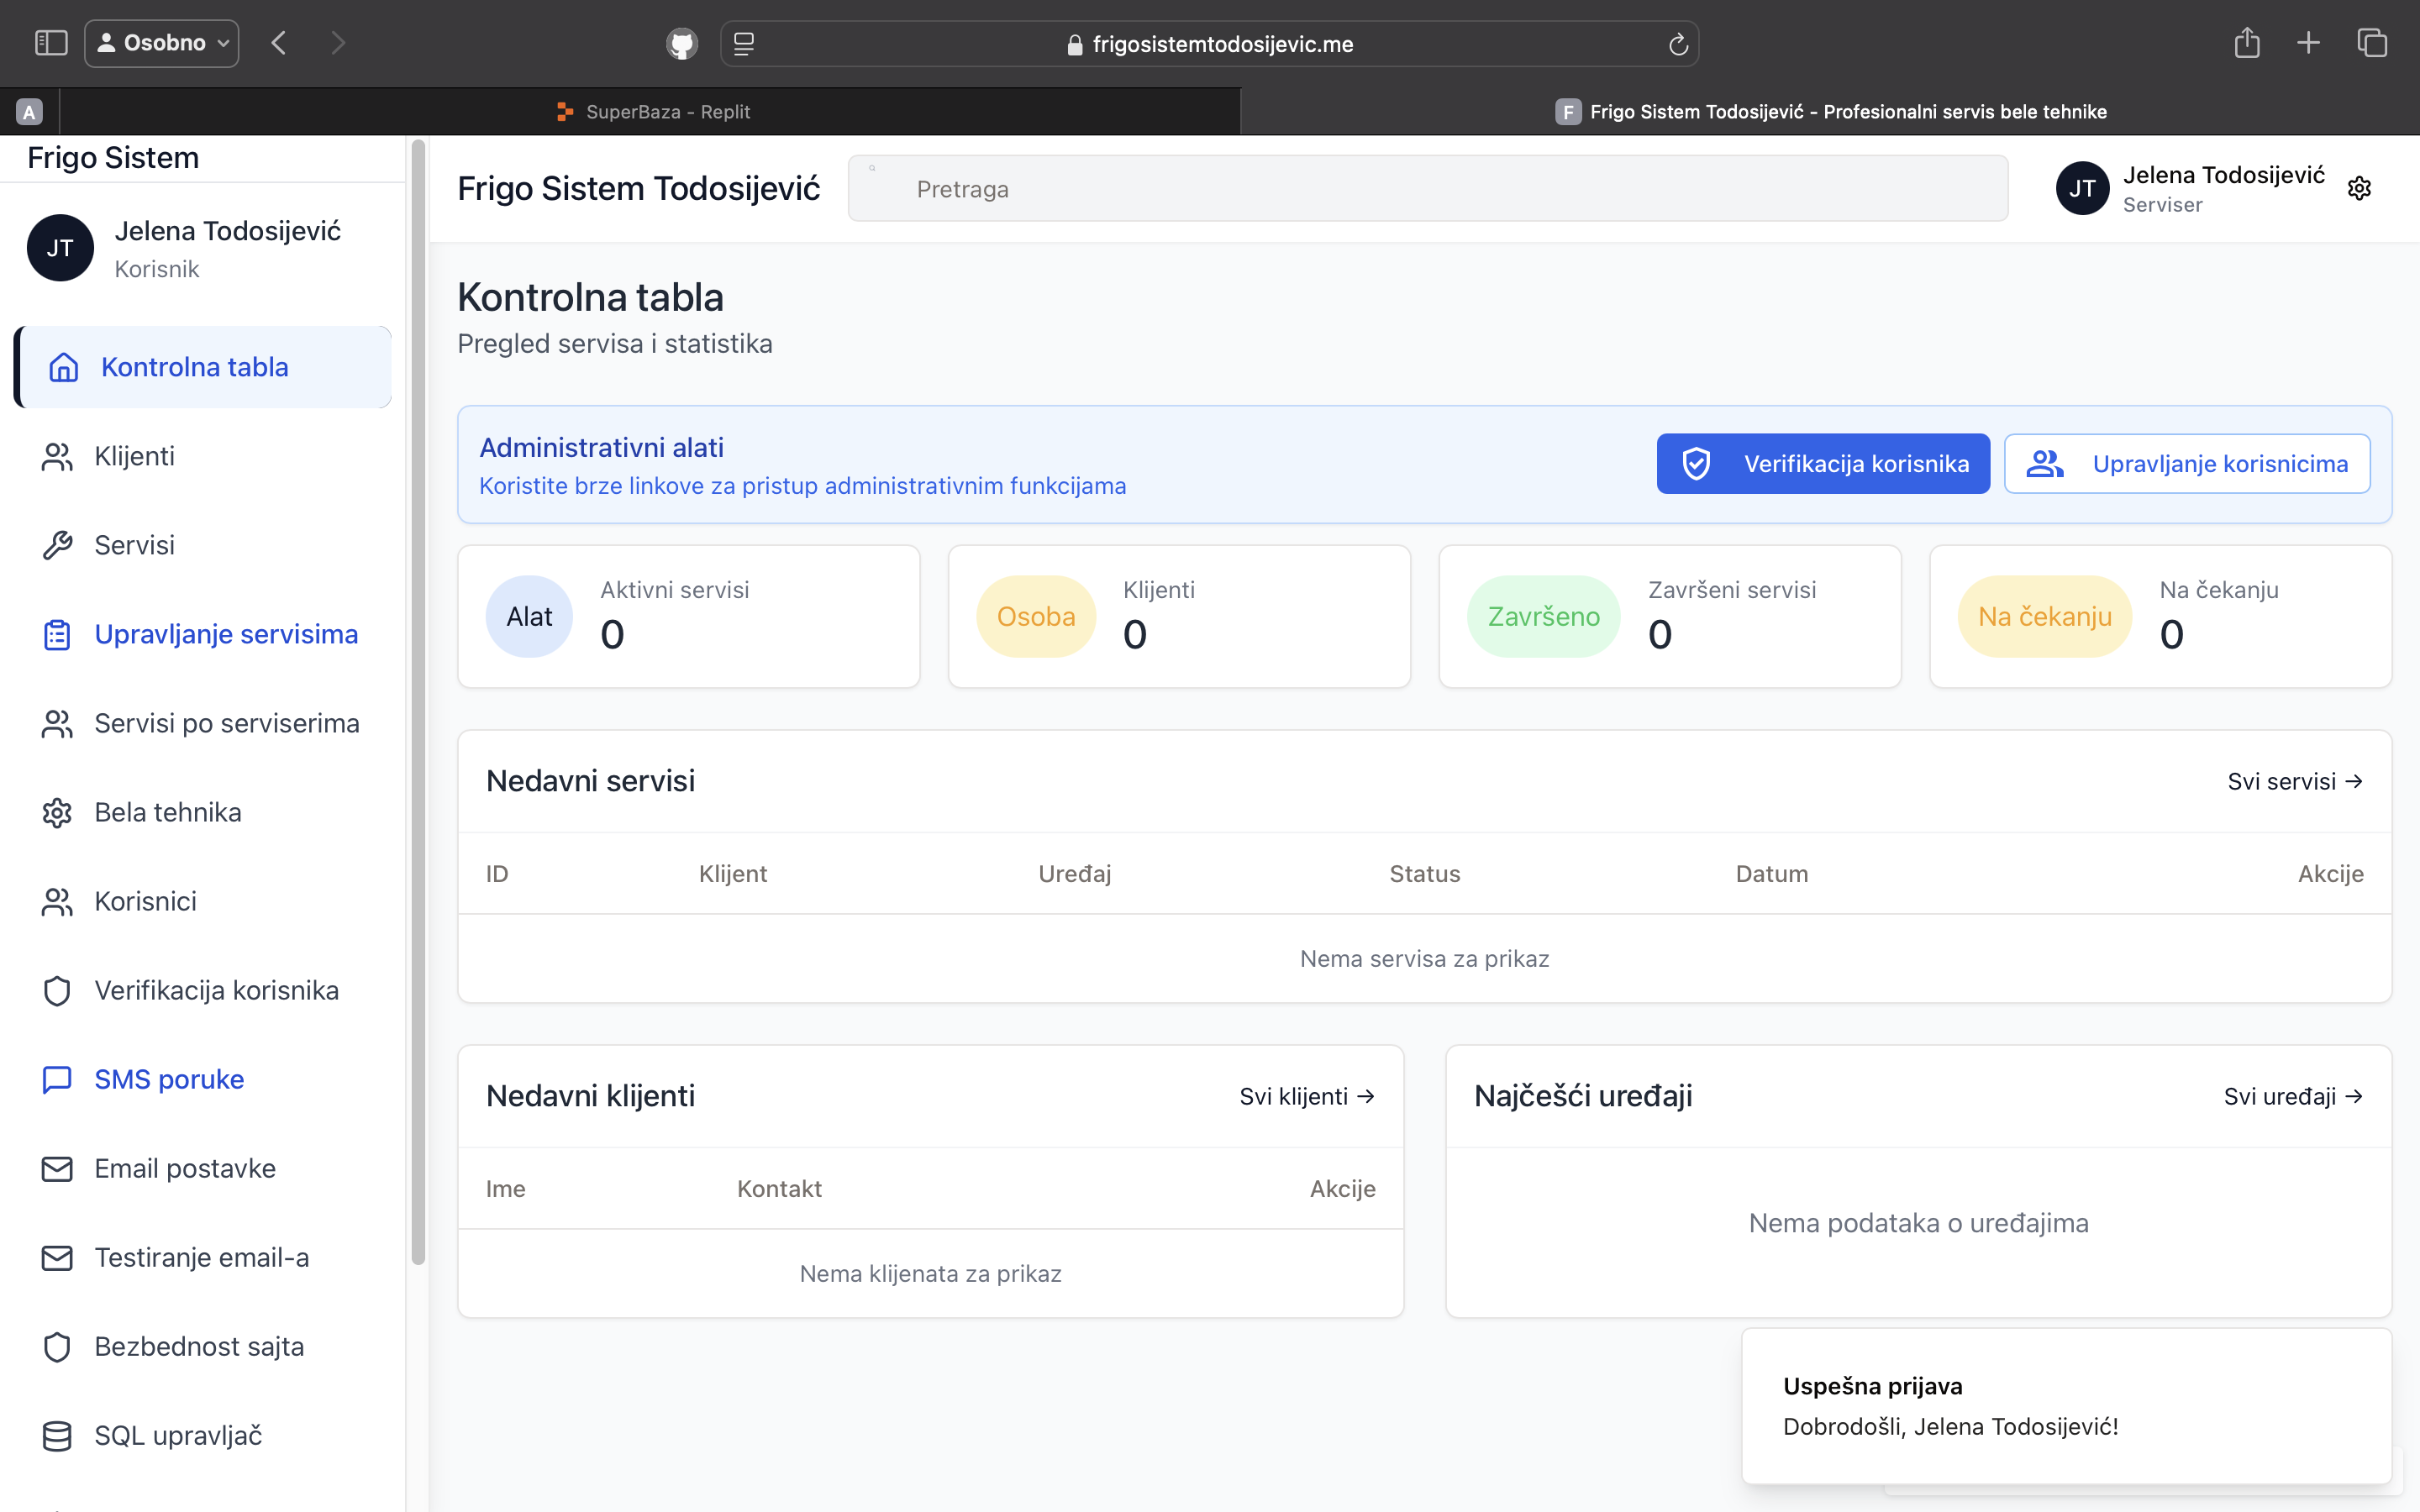 Osobno
frigosistemtodosijevic.me
A
SuperBaza - Replit
F Frigo Sistem Todosijević - Profesionalni servis bele tehnike
Frigo Sistem
JT
Jelena Todosijević
Korisnik
Kontrolna tabla
Klijenti
Servisi
Upravljanje servisima
Servisi po serviserima
Bela tehnika
Korisnici
Verifikacija korisnika
SMS poruke
Email postavke
Testiranje email-a
Bezbednost sajta
SQL upravljač
Frigo Sistem Todosijević
Pretraga
JT
Jelena Todosijević
Serviser
Kontrolna tabla
Pregled servisa i statistika
Administrativni alati
Koristite brze linkove za pristup administrativnim funkcijama
Verifikacija korisnika
Upravljanje korisnicima
Alat
Aktivni servisi
0
Osoba
Klijenti
0
Završeno
Završeni servisi
0
Na čekanju
Na čekanju
0
Nedavni servisi
Svi servisi →
ID Klijent Uređaj Status Datum Akcije
Nema servisa za prikaz
Nedavni klijenti
Svi klijenti →
Ime Kontakt Akcije
Nema klijenata za prikaz
Najčešći uređaji
Svi uređaji →
Nema podataka o uređajima
Uspešna prijava
Dobrodošli, Jelena Todosijević!